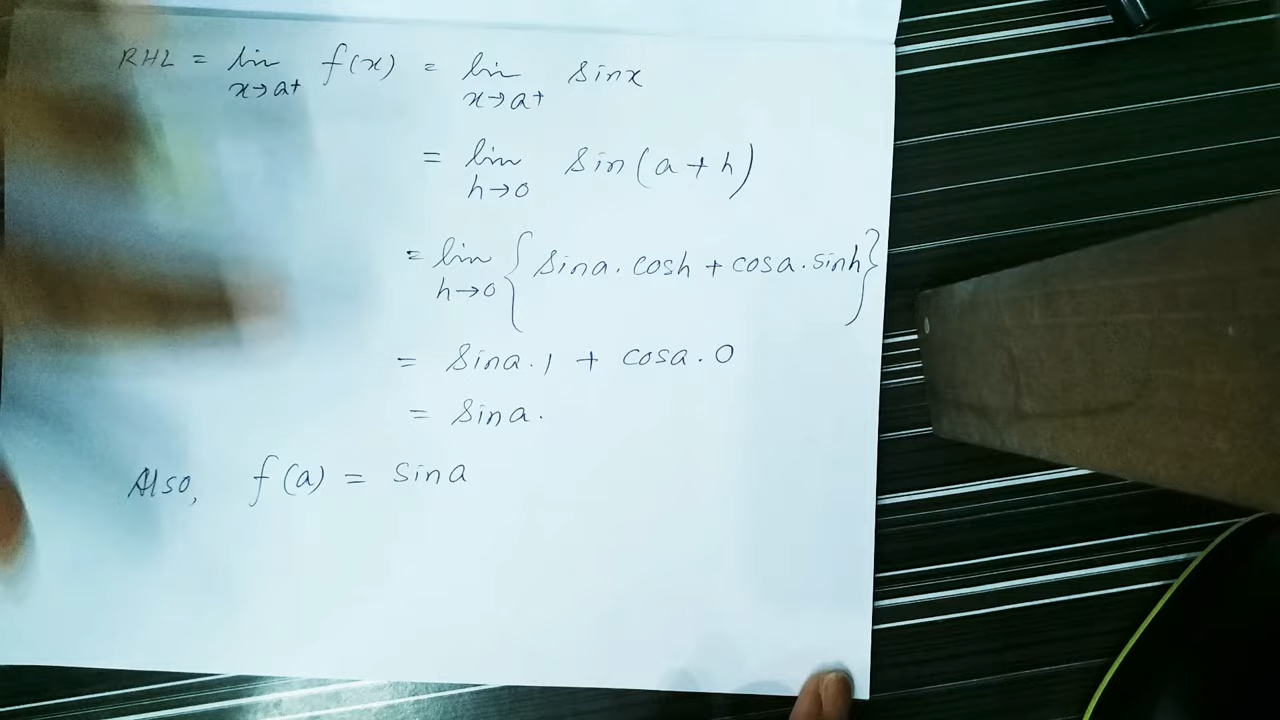 RHL = lim x→a+ f(x) = lim x→a+ sinx
= lim h→0 sin(a+h)
= lim h→0 {sina.cosh + cosa.sinh}
= sina.1 + cosa.0
= sina.
Also, f(a) = sina